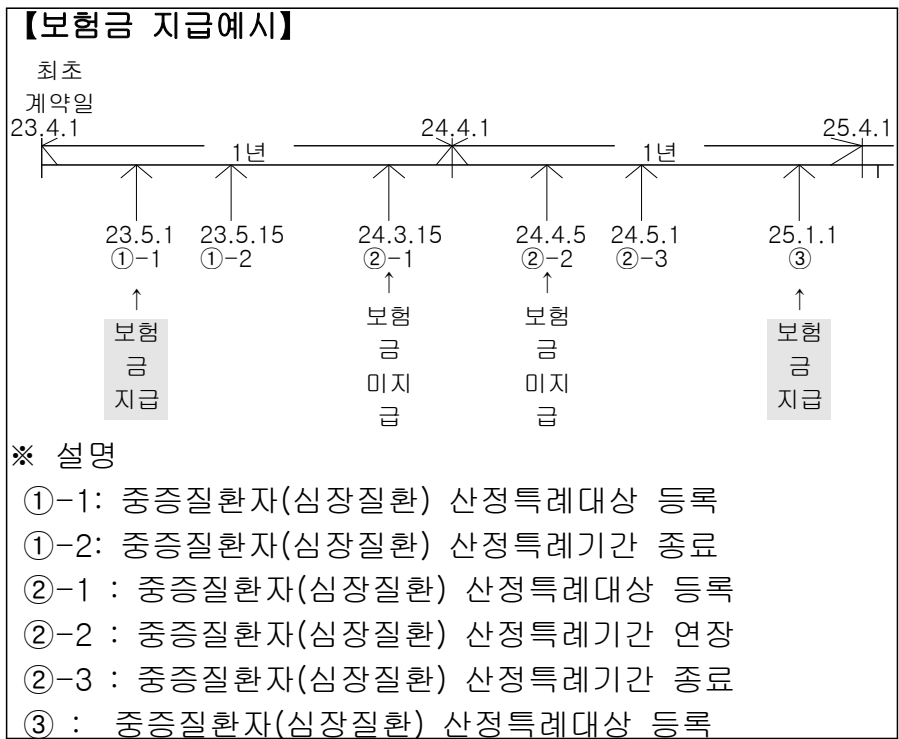 【보험금 지급예시】
최초
계약일
23.4.1 24.4.1 25.4.1
1년 1년
23.5.1 23.5.15 24.3.15 24.4.5 24.5.1 25.1.1
①-1 ①-2 ②-1 ②-2 ②-3 ③
↑ ↑ ↑ ↑
보험 보험 보험 보험
금 금 금 금
지급 미지 미지 지급
급 급
※ 설명
①-1: 중증질환자(심장질환) 산정특례대상 등록
①-2: 중증질환자(심장질환) 산정특례기간 종료
②-1 : 중증질환자(심장질환) 산정특례대상 등록
②-2 : 중증질환자(심장질환) 산정특례기간 연장
②-3 : 중증질환자(심장질환) 산정특례기간 종료
③ : 중증질환자(심장질환) 산정특례대상 등록